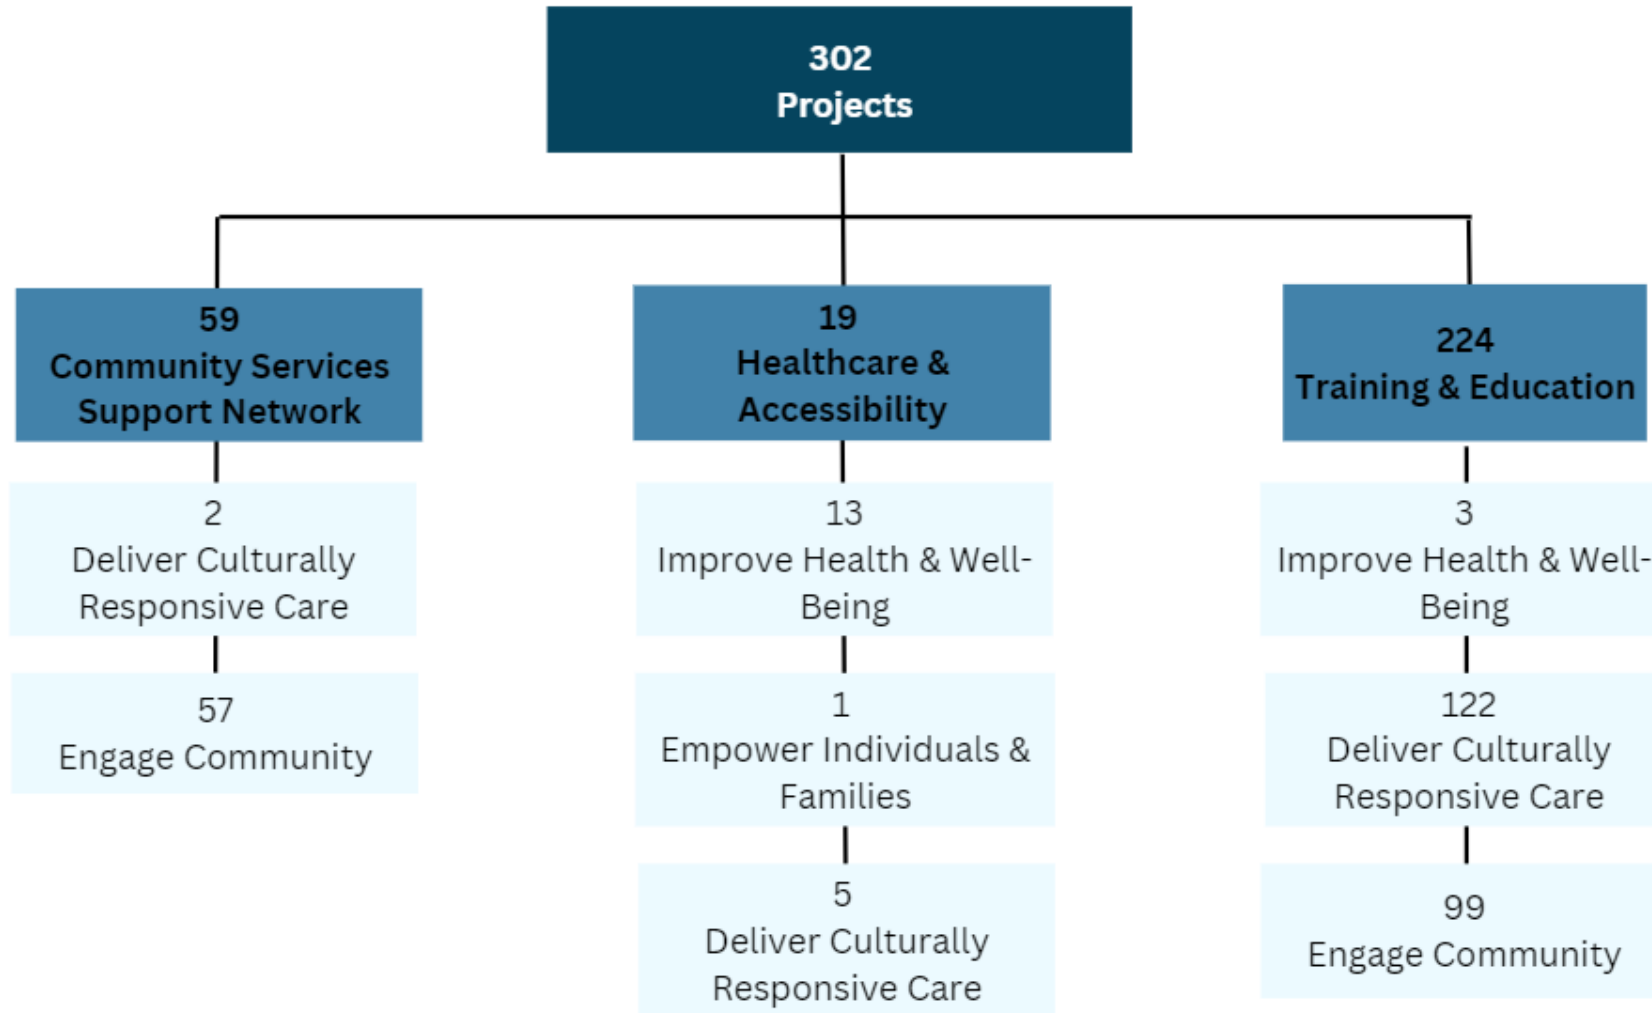 302
Projects
59
Community Services
Support Network
2
Deliver Culturally
Responsive Care
57
Engage Community
19
Healthcare &
Accessibility
13
Improve Health & Well-
Being
1
Empower Individuals &
Families
5
Deliver Culturally
Responsive Care
224
Training & Education
3
Improve Health & Well-
Being
122
Deliver Culturally
Responsive Care
99
Engage Community